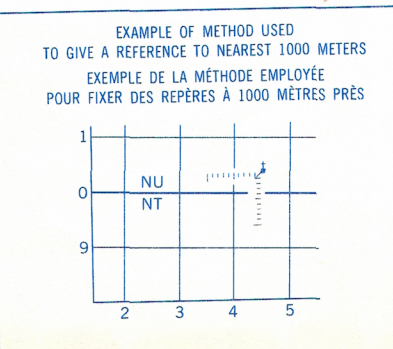 EXAMPLE OF METHOD USED
TO GIVE A REFERENCE TO NEAREST 1000 METERS
EXEMPLE DE LA MÉTHODE EMPLOYÉE
POUR FIXER DES REPÈRES À 1000 MÈTRES PRÈS
1
NU
0
NT
9
2 3 4 5